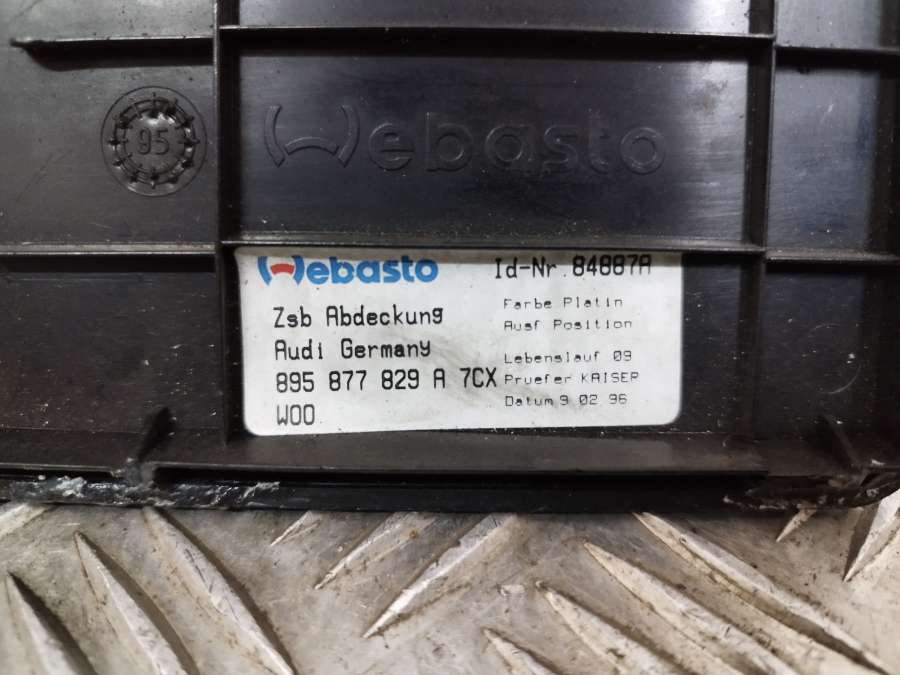 95
Webasto
Webasto
Id-Nr.84887A
Zsb Abdeckung
Audi Germany
895 877 829 A 7CX
W00
Farbe Platin
Ausf Position
Lebenslauf 09
Pruefer KAISER
Datum 9.02.96